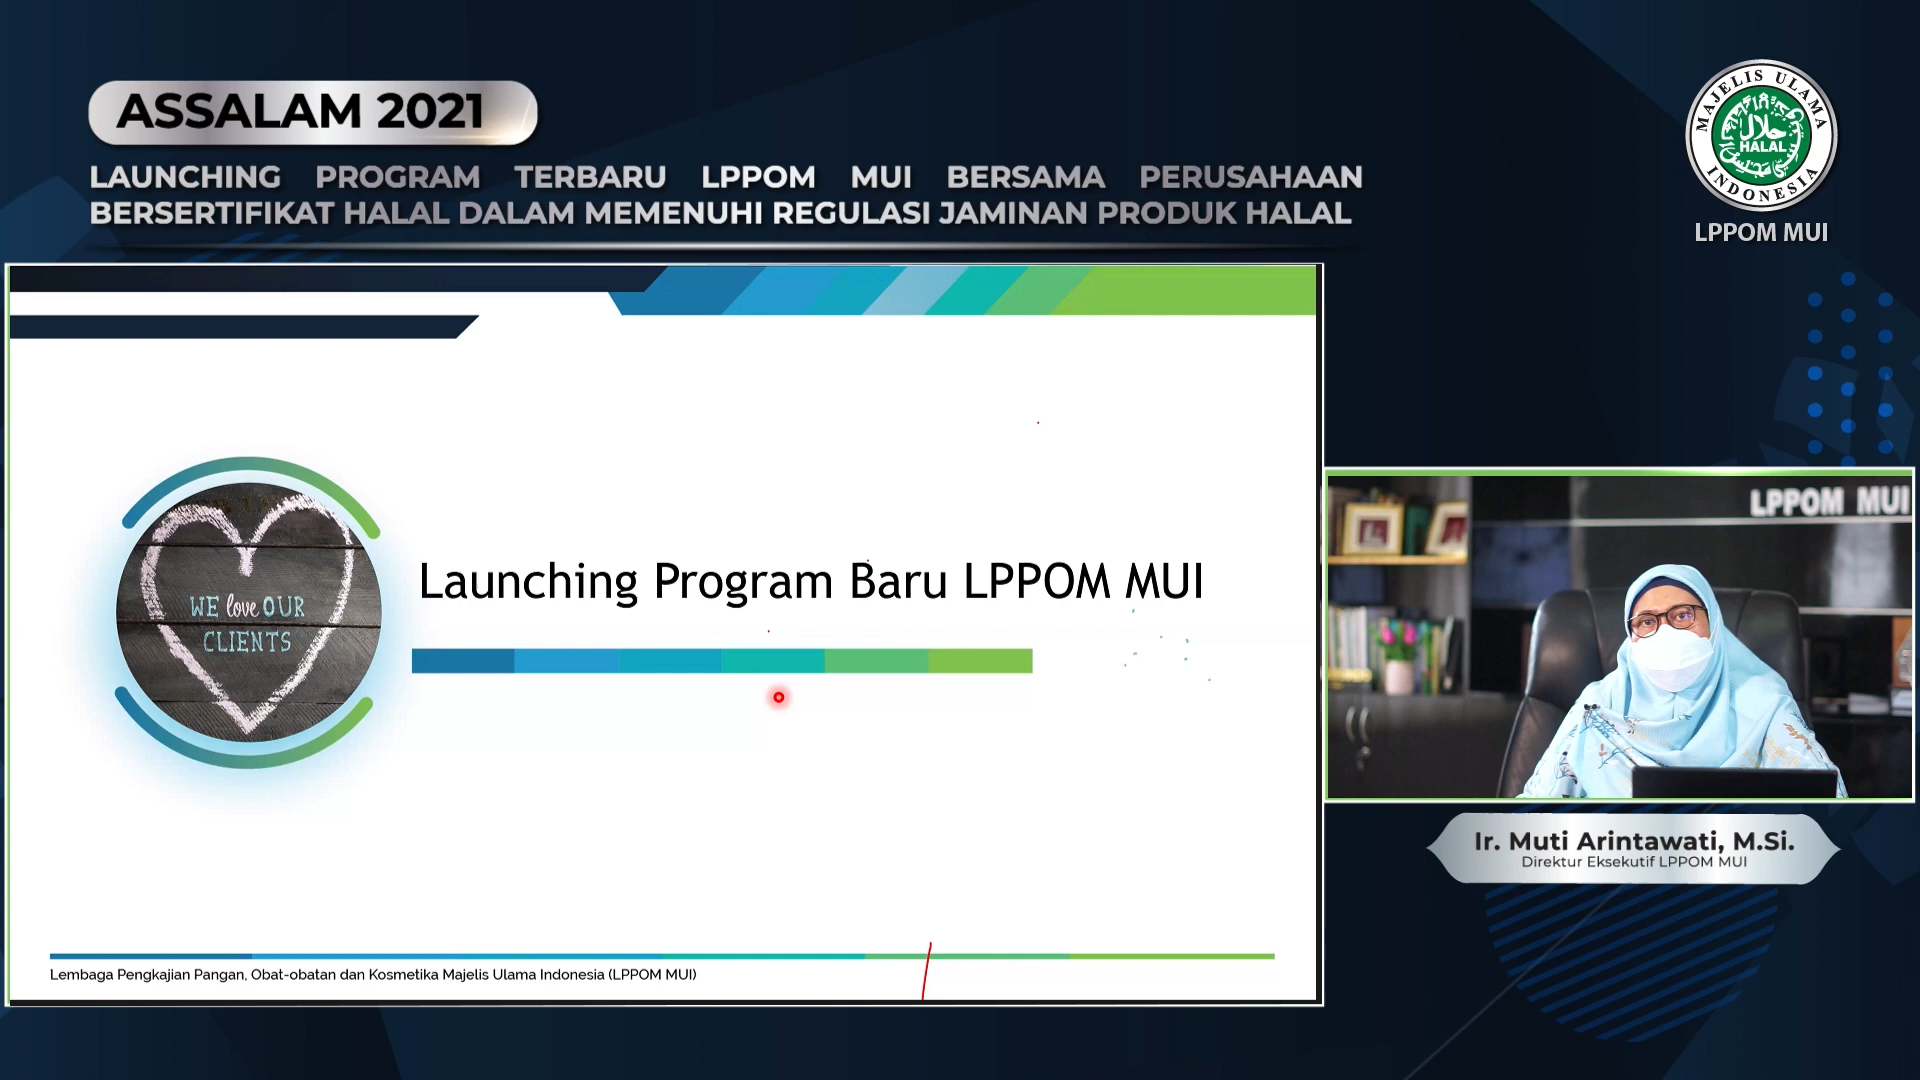 ASSALAM 2021
LAUNCHING PROGRAM TERBARU LPPOM MUI BERSAMA PERUSAHAAN
BERSERTIFIKAT HALAL DALAM MEMENUHI REGULASI JAMINAN PRODUK HALAL
MAJELIS ULAMA
حلال
HALAL
INDONESIA
LPPOM MUI
WE love OUR
CLIENTS
Launching Program Baru LPPOM MUI
LPPOM MUI
Ir. Muti Arintawati, M.Si.
Direktur Eksekutif LPPOM MUI
Lembaga Pengkajian Pangan, Obat-obatan dan Kosmetika Majelis Ulama Indonesia (LPPOM MUI)